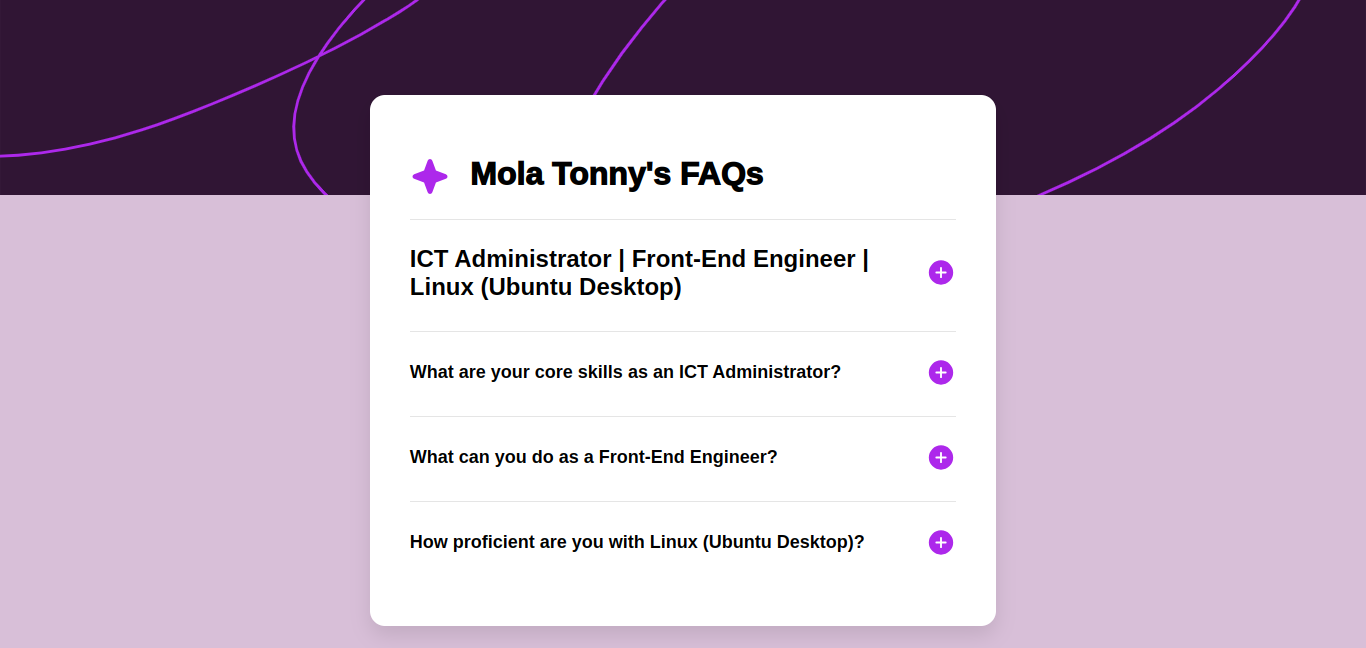 Mola Tonny's FAQs
ICT Administrator | Front-End Engineer |
Linux (Ubuntu Desktop)
What are your core skills as an ICT Administrator?
What can you do as a Front-End Engineer?
How proficient are you with Linux (Ubuntu Desktop)?